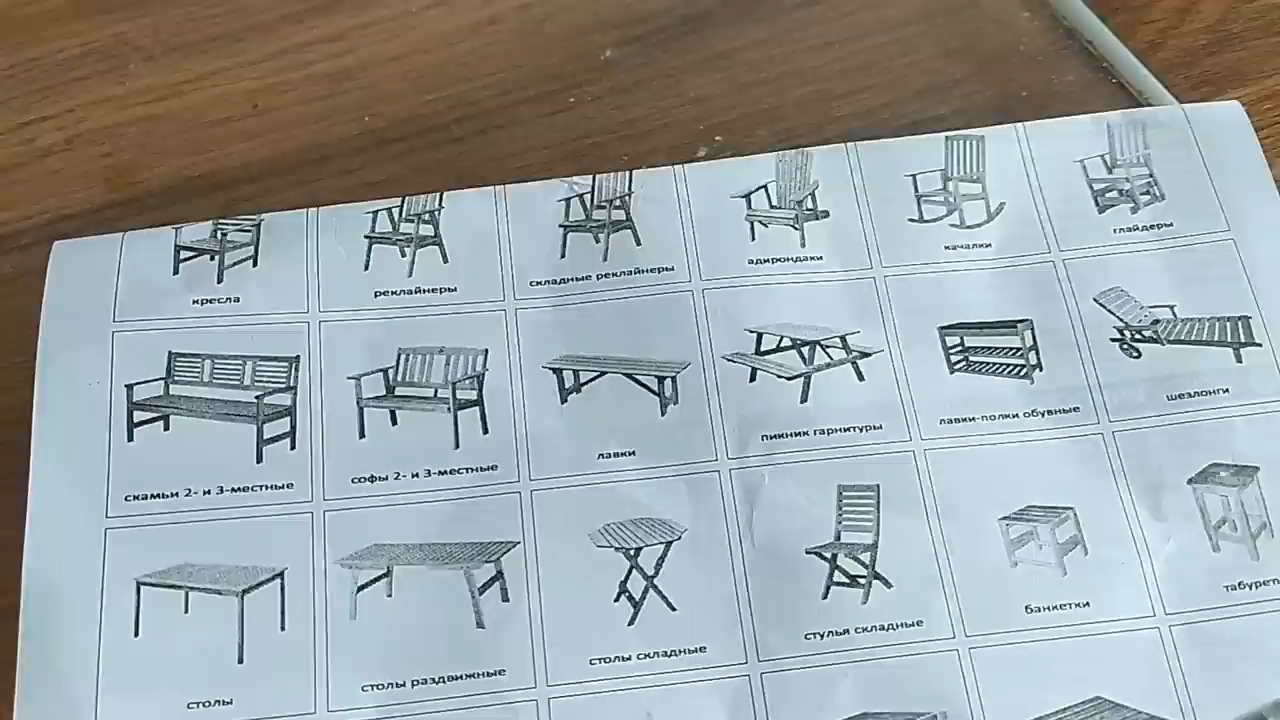 кресла
реклайнеры
складные реклайнеры
адирондаки
качалки
глайдеры
скамьи 2- и 3-местные
софы 2- и 3-местные
лавки
пикник гарнитуры
лавки-полки обувные
шезлонги
столы
столы раздвижные
столы складные
стулья складные
банкетки
табурет